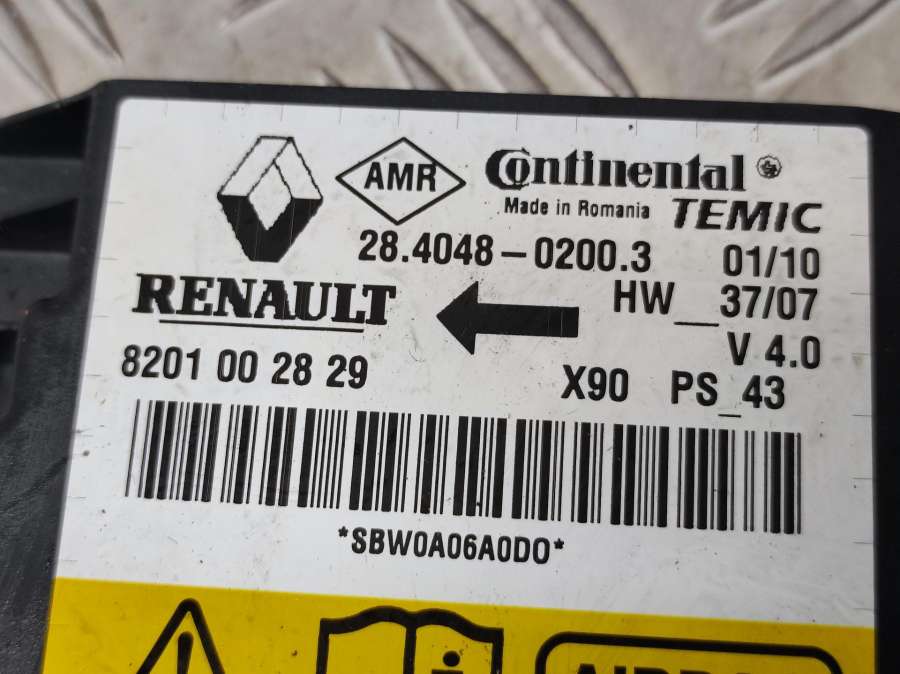 AMR
Continental
Made in Romania TEMIC
28.4048-0200.3 01/10
RENAULT
HW_37/07
V 4.0
8201 00 28 29
X90 PS_43
*SBW0A06A0D0*
i